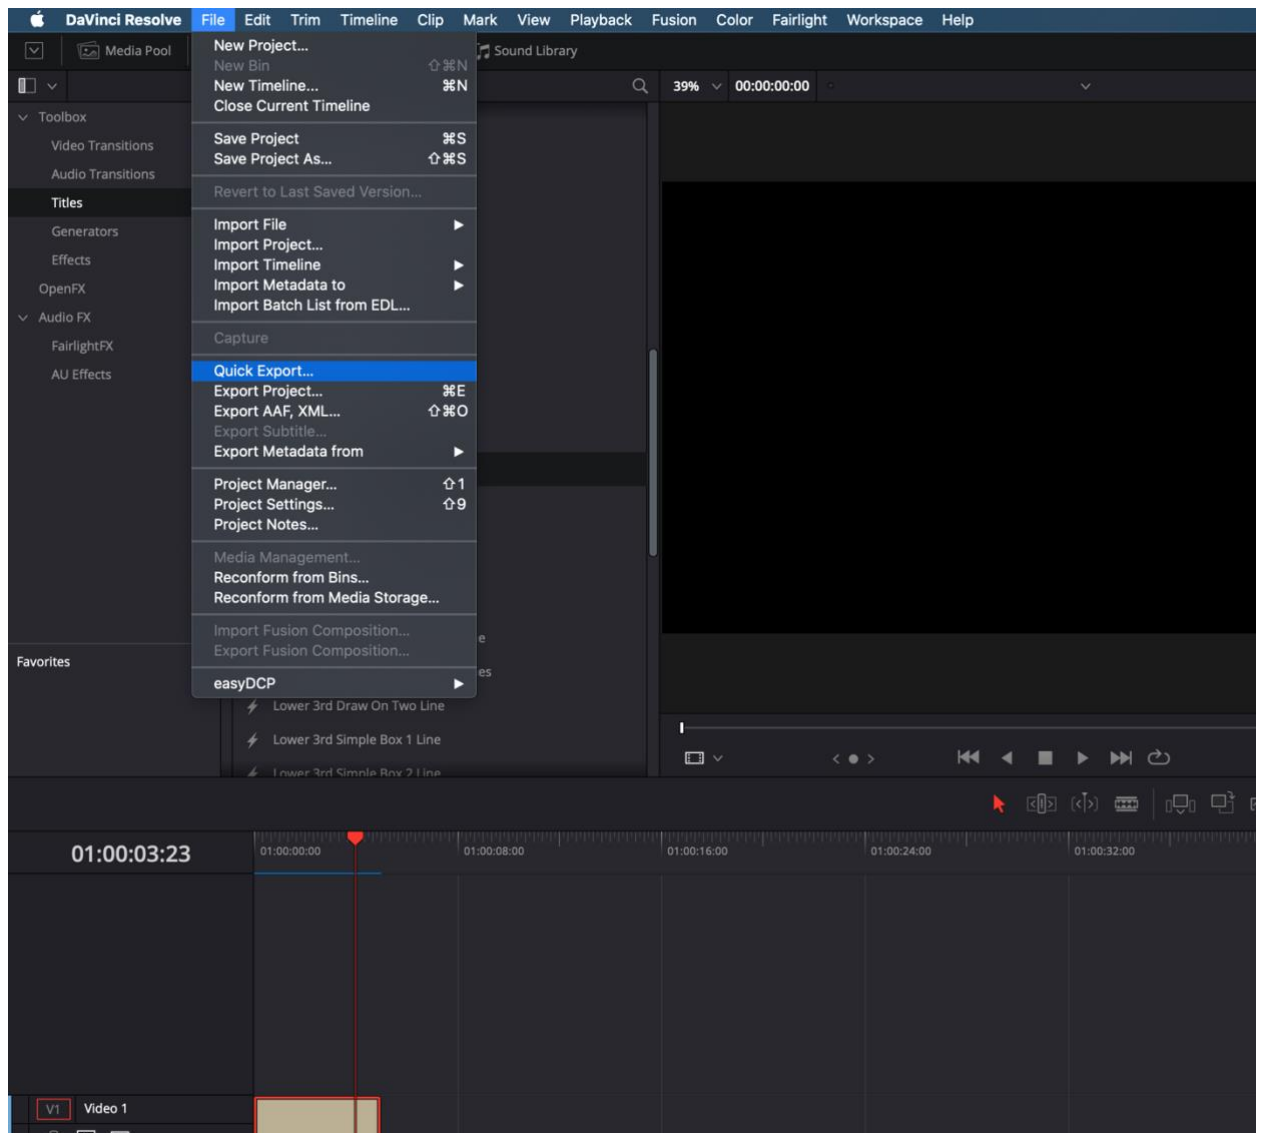 DaVinci Resolve File Edit Trim Timeline Clip Mark View Playback Fusion Color Fairlight Workspace Help
Media Pool
Sound Library
39% 00:00:00:00
Toolbox
Video Transitions
Audio Transitions
Titles
Generators
Effects
OpenFX
Audio FX
FairlightFX
AU Effects
Favorites
New Project...
New Bin ⇧⌘N
New Timeline... ⌘N
Close Current Timeline
Save Project ⌘S
Save Project As... ⇧⌘S
Revert to Last Saved Version...
Import File
Import Project...
Import Timeline
Import Metadata to
Import Batch List from EDL...
Capture
Quick Export...
Export Project... ⌘E
Export AAF, XML... ⇧⌘O
Export Subtitle...
Export Metadata from
Project Manager... ⇧1
Project Settings... ⇧9
Project Notes...
Media Management...
Reconform from Bins...
Reconform from Media Storage...
Import Fusion Composition...
Export Fusion Composition...
easyDCP
e
es
Lower 3rd Draw On Two Line
Lower 3rd Simple Box 1 Line
Lower 3rd Simple Box 2 Line
01:00:03:23
01:00:00:00 01:00:08:00 01:00:16:00 01:00:24:00 01:00:32:00
V1 Video 1